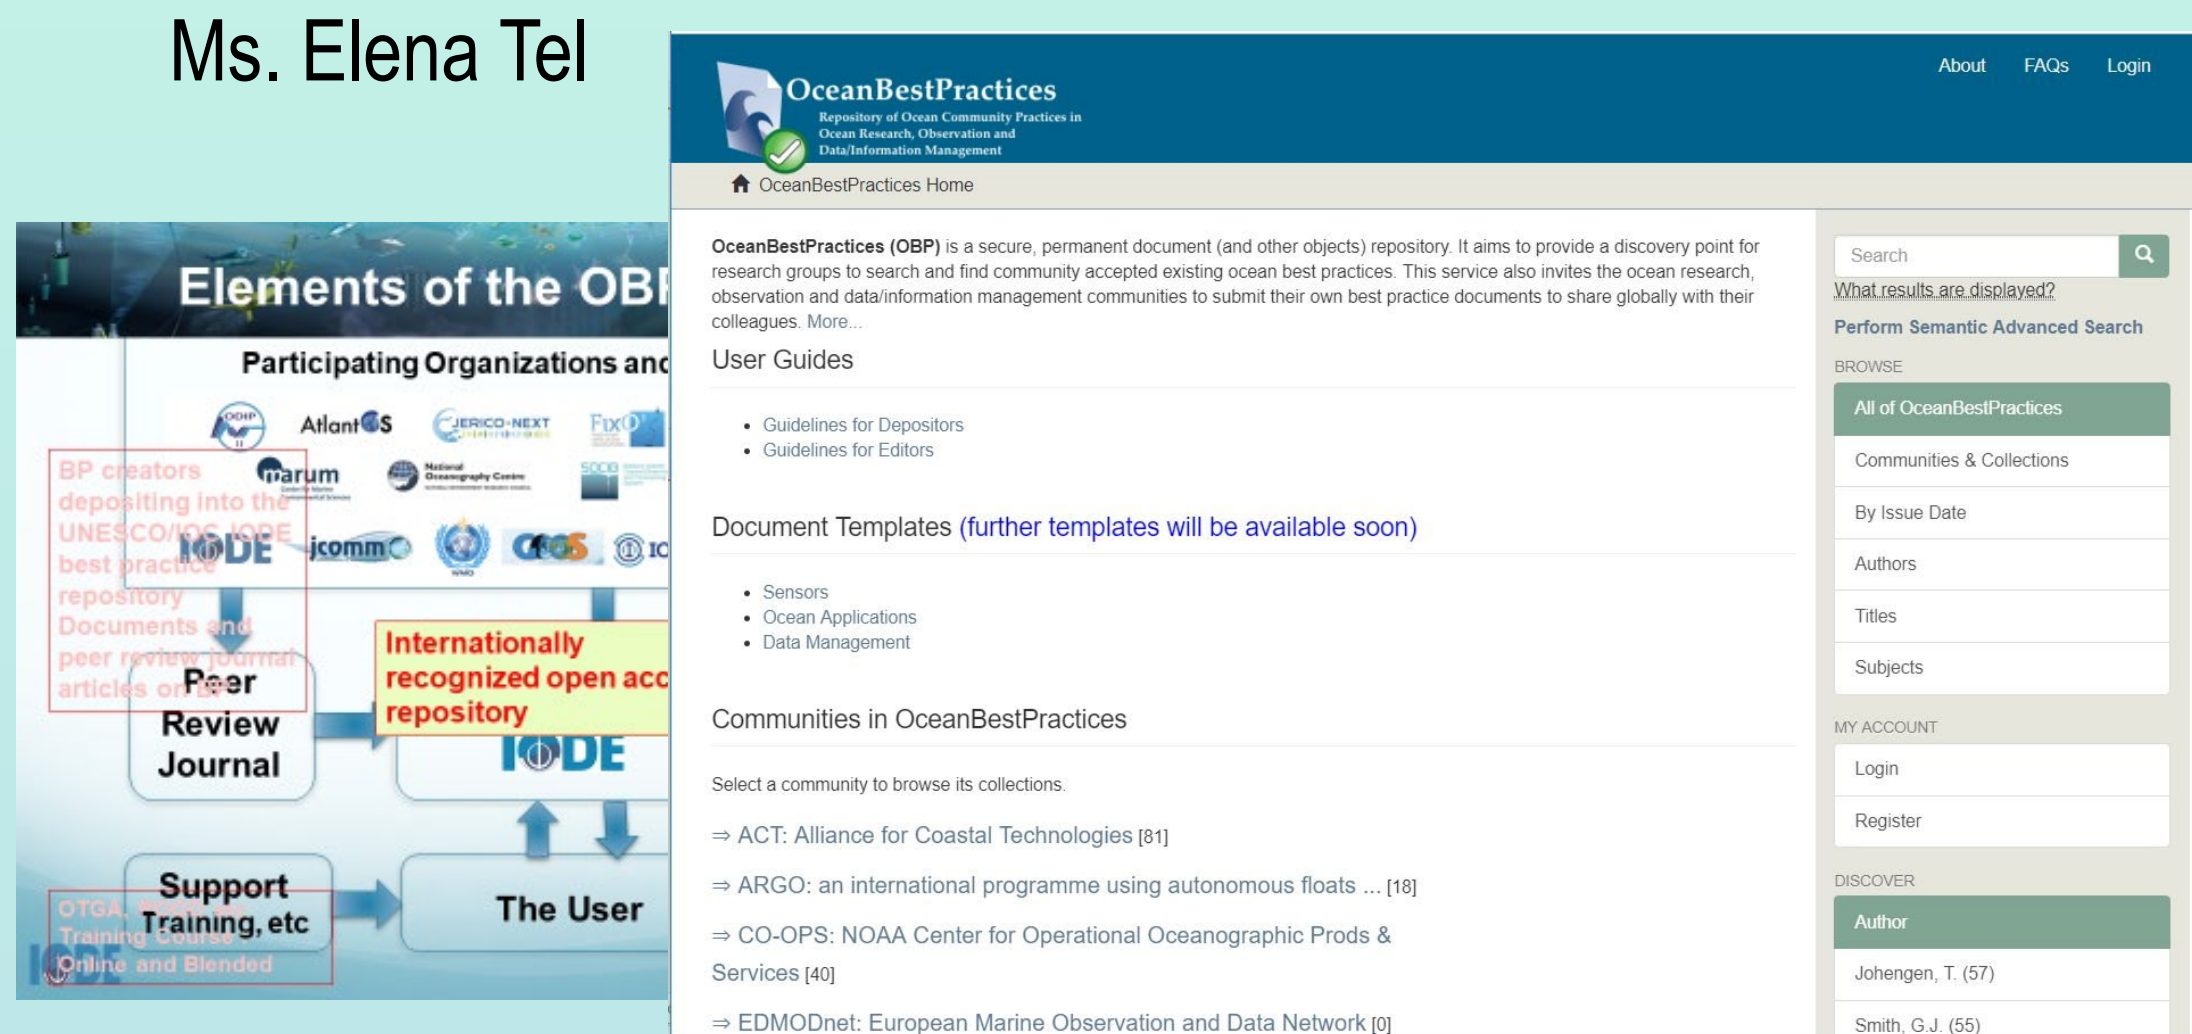 Ms. Elena Tel
Elements of the OBP
Participating Organizations and
ODIP
II
AtlantOS
JERICO-NEXT
FixO
marum
National
Oceanography Centre
IODE
jcomm
WMO
BP creators
depositing into the
UNESCO/IOC IODE
best practice
repository
Documents and
peer review journal
articles on BP
Peer
Review
Journal
Internationally
recognized open acc
repository
IODE
Support
Training, etc
The User
OTGA,
Training Course
Online and Blended
IODE
About FAQs Login
OceanBestPractices
Repository of Ocean Community Practices in
Ocean Research, Observation and
Data/Information Management
OceanBestPractices Home
OceanBestPractices (OBP) is a secure, permanent document (and other objects) repository. It aims to provide a discovery point for
research groups to search and find community accepted existing ocean best practices. This service also invites the ocean research,
observation and data/information management communities to submit their own best practice documents to share globally with their
colleagues. More...
User Guides
Guidelines for Depositors
Guidelines for Editors
Document Templates (further templates will be available soon)
Sensors
Ocean Applications
Data Management
Communities in OceanBestPractices
Select a community to browse its collections.
⇒ ACT: Alliance for Coastal Technologies [81]
⇒ ARGO: an international programme using autonomous floats ... [18]
⇒ CO-OPS: NOAA Center for Operational Oceanographic Prods &
Services [40]
⇒ EDMODnet: European Marine Observation and Data Network [0]
Search
What results are displayed?
Perform Semantic Advanced Search
BROWSE
All of OceanBestPractices
Communities & Collections
By Issue Date
Authors
Titles
Subjects
MY ACCOUNT
Login
Register
DISCOVER
Author
Johengen, T. (57)
Smith, G.J. (55)